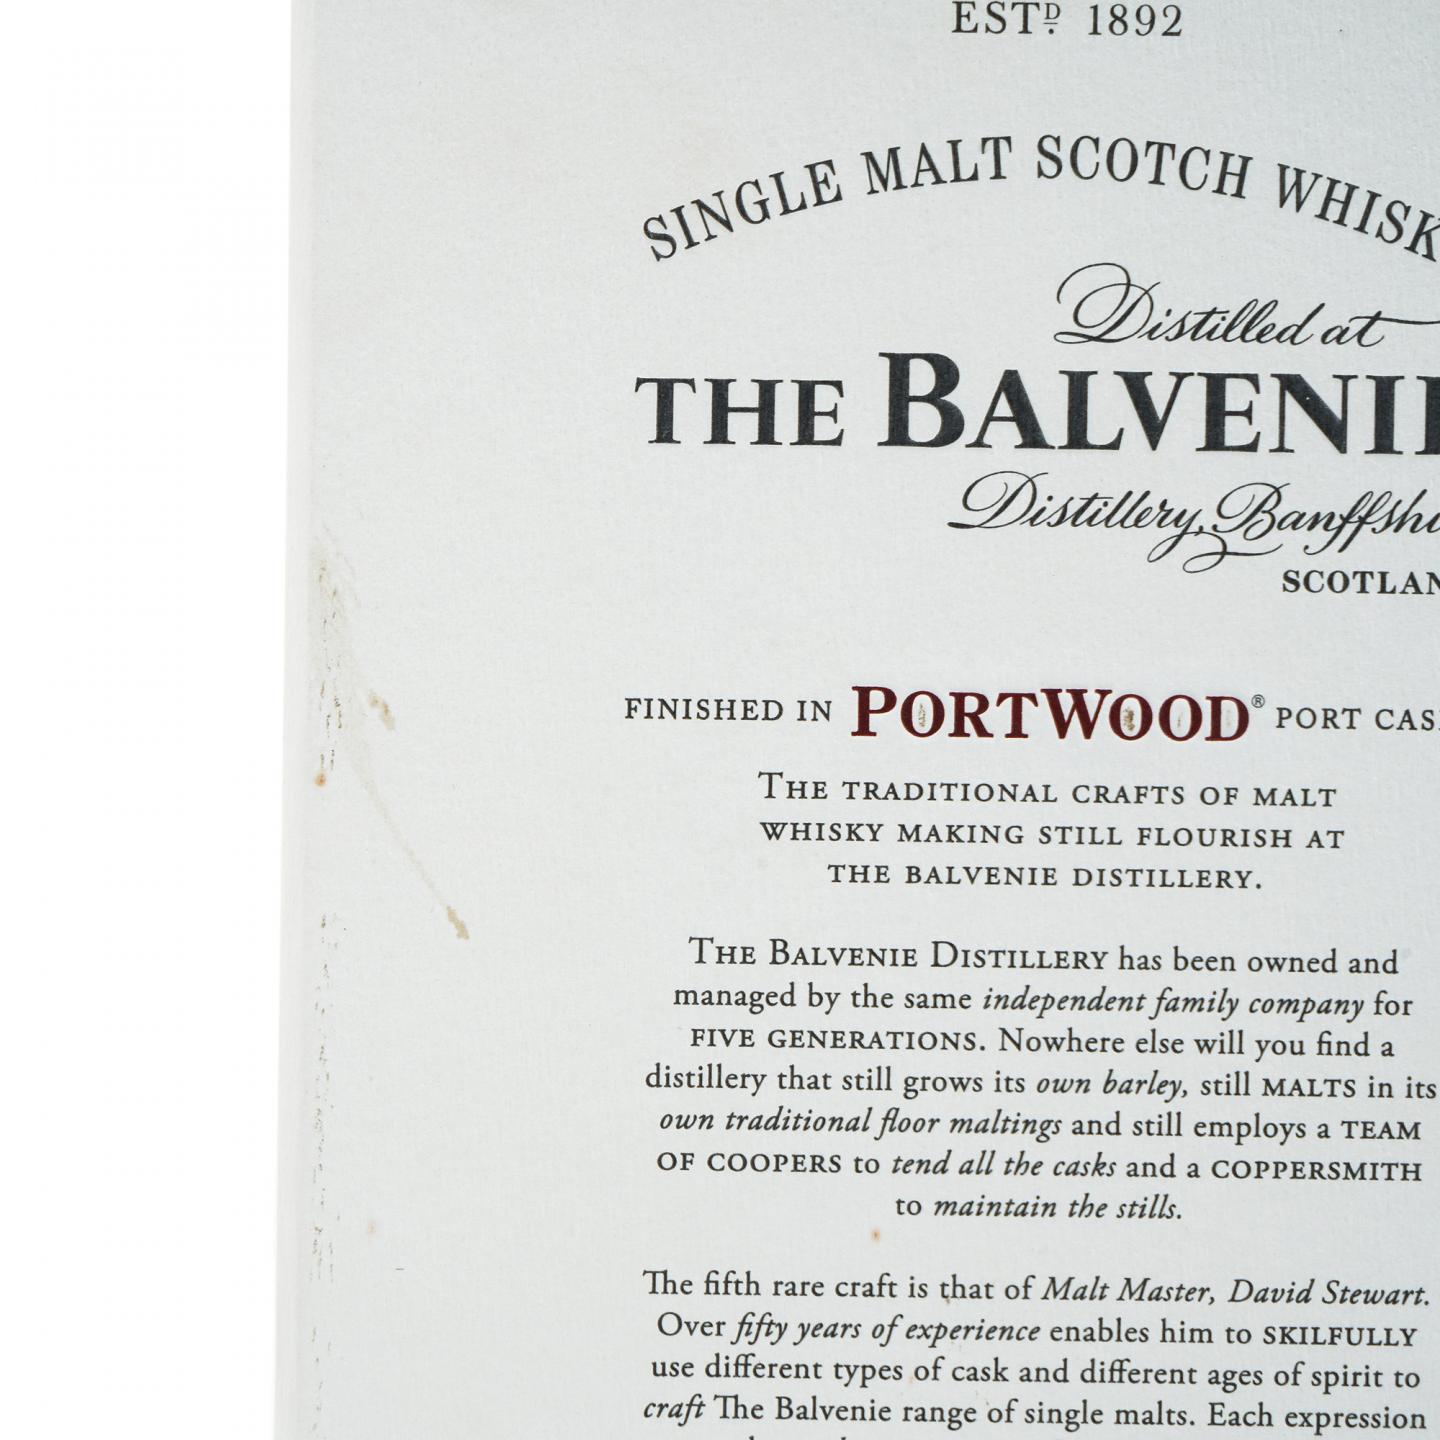 ESTD 1892
SINGLE MALT SCOTCH WHISK
Distilled at
THE BALVENIE
Distillery, Banffshi
SCOTLAN
FINISHED IN PORTWOOD® PORT CAS
THE TRADITIONAL CRAFTS OF MALT
WHISKY MAKING STILL FLOURISH AT
THE BALVENIE DISTILLERY.
THE BALVENIE DISTILLERY has been owned and
managed by the same independent family company for
FIVE GENERATIONS. Nowhere else will you find a
distillery that still grows its own barley, still MALTS in its
own traditional floor maltings and still employs a TEAM
OF COOPERS to tend all the casks and a COPPERSMITH
to maintain the stills.
The fifth rare craft is that of Malt Master, David Stewart.
Over fifty years of experience enables him to SKILFULLY
use different types of cask and different ages of spirit to
craft The Balvenie range of single malts. Each expression